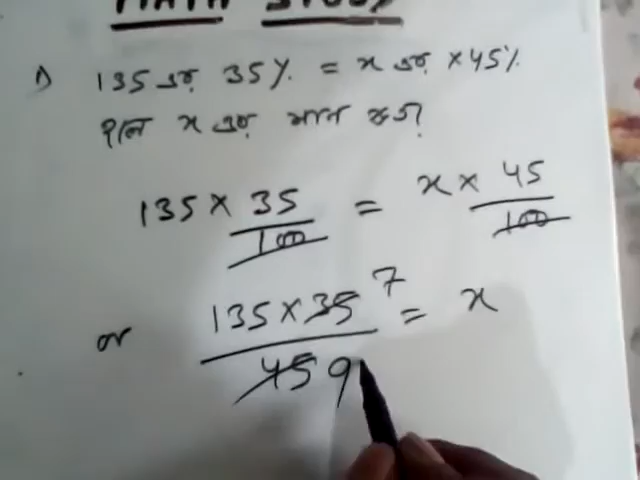 MATH STUDY
1) 135 এর 35% = x এর × 45%
হলে x এর মান কত?
135 × 35/100 = x × 45/100
or 135 × 35 7 / 45 9 = x